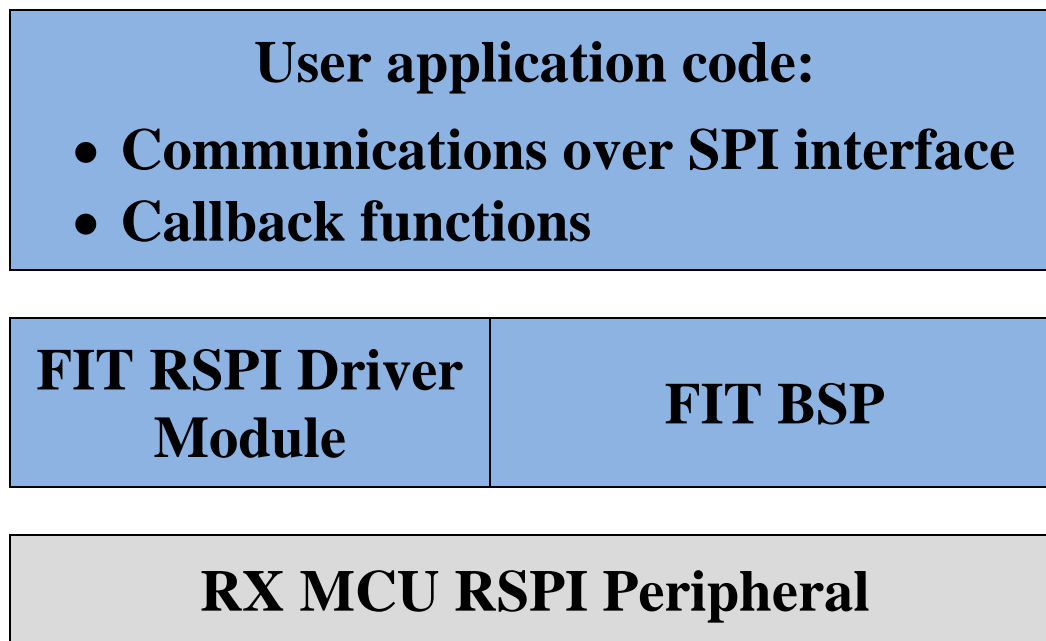 User application code:
• Communications over SPI interface
• Callback functions
FIT RSPI Driver
Module
FIT BSP
RX MCU RSPI Peripheral